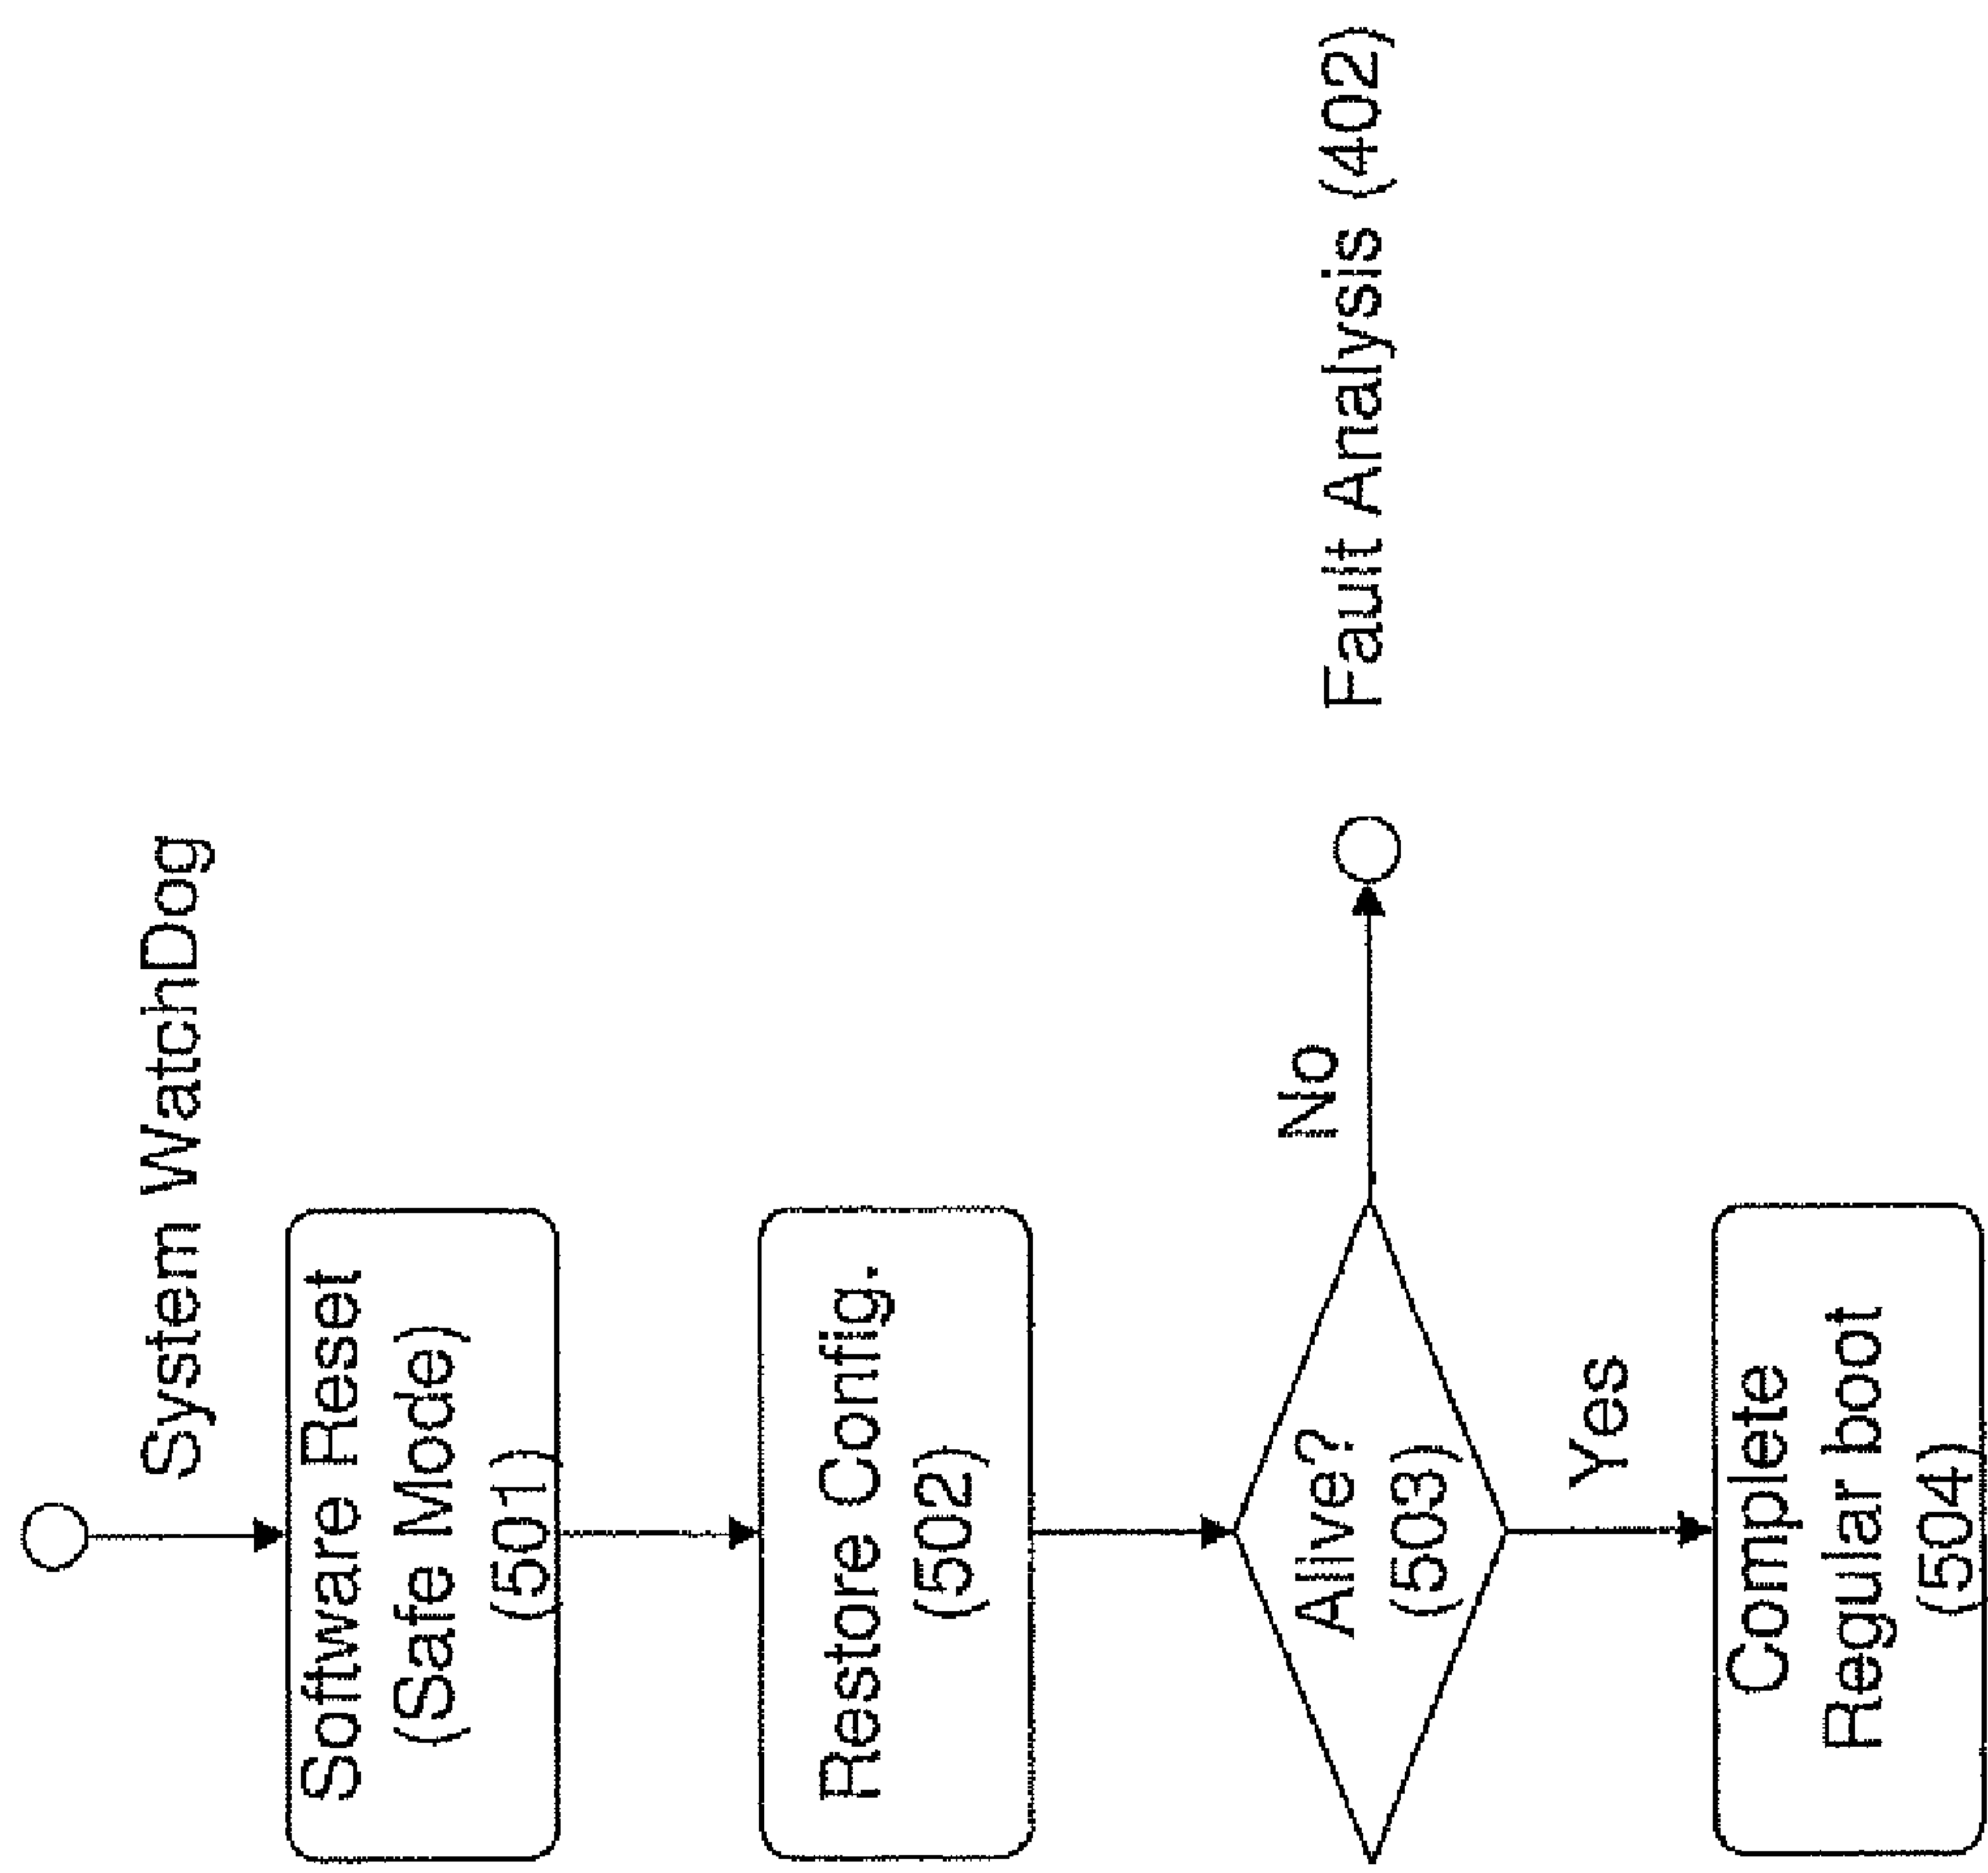 System WatchDog
Software Reset
(Safe Mode)
(501)
Restore Config.
(502)
Alive?
(503)
No
Fault Analysis (402)
Yes
Complete
Regular boot
(504)